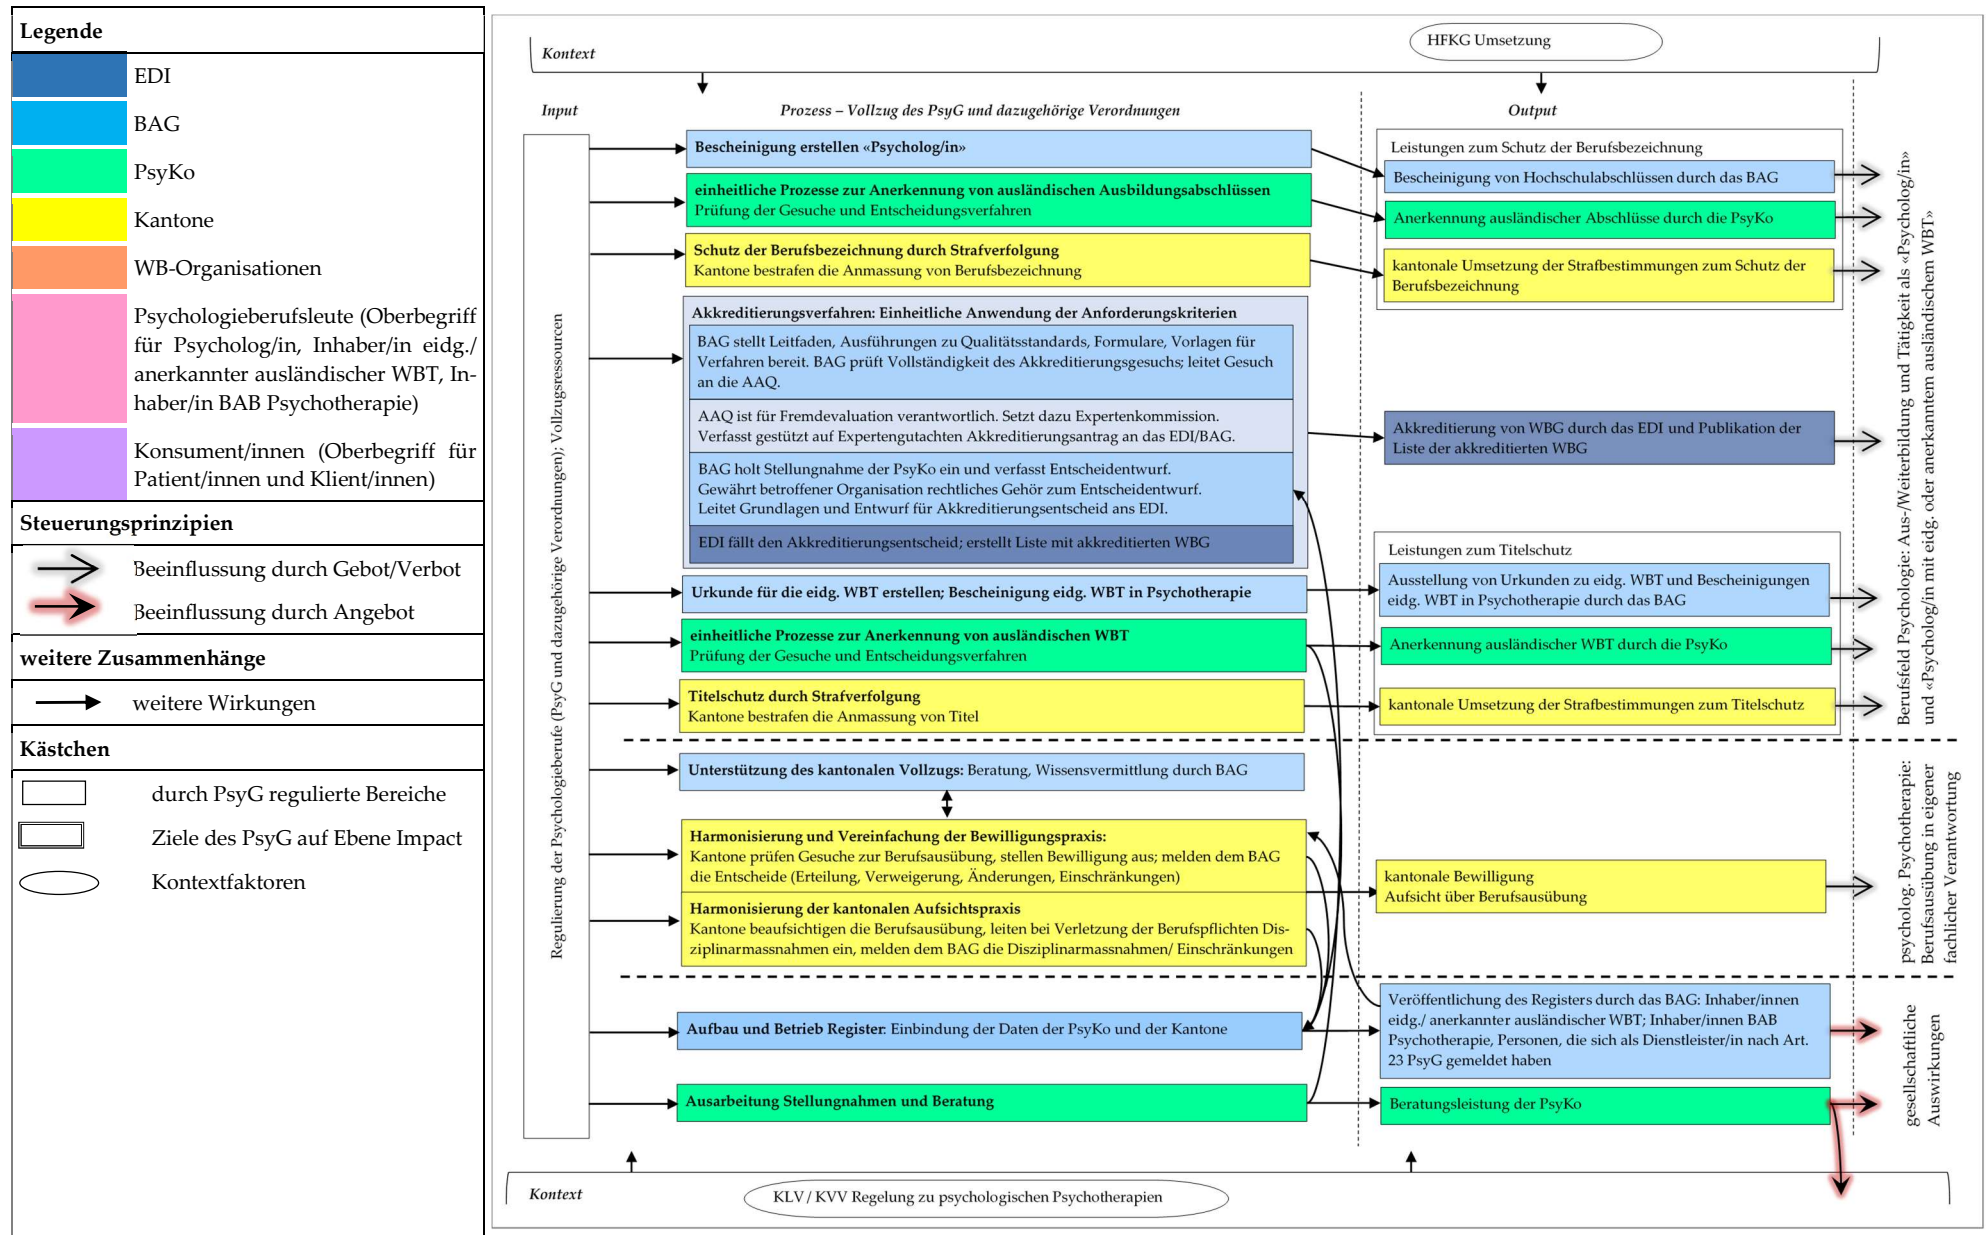 Legende
EDI
BAG
PsyKo
Kantone
WB-Organisationen
Psychologieberufsleute (Oberbegriff
für Psycholog/in, Inhaber/in eidg./
anerkannter ausländischer WBT, In-
haber/in BAB Psychotherapie)
Konsument/innen (Oberbegriff für
Patient/innen und Klient/innen)
Steuerungsprinzipien
Beeinflussung durch Gebot/Verbot
Beeinflussung durch Angebot
weitere Zusammenhänge
weitere Wirkungen
Kästchen
durch PsyG regulierte Bereiche
Ziele des PsyG auf Ebene Impact
Kontextfaktoren
Kontext
HFKG Umsetzung
Input
Prozess – Vollzug des PsyG und dazugehörige Verordnungen
Output
Regulierung der Psychologieberufe (PsyG und dazugehörige Verordnungen); Vollzugsressourcen
Bescheinigung erstellen «Psycholog/in»
einheitliche Prozesse zur Anerkennung von ausländischen Ausbildungsabschlüssen
Prüfung der Gesuche und Entscheidungsverfahren
Schutz der Berufsbezeichnung durch Strafverfolgung
Kantone bestrafen die Anmassung von Berufsbezeichnung
Akkreditierungsverfahren: Einheitliche Anwendung der Anforderungskriterien
BAG stellt Leitfaden, Ausführungen zu Qualitätsstandards, Formulare, Vorlagen für
Verfahren bereit. BAG prüft Vollständigkeit des Akkreditierungsgesuchs; leitet Gesuch
an die AAQ.
AAQ ist für Fremdevaluation verantwortlich. Setzt dazu Expertenkommission.
Verfasst gestützt auf Expertengutachten Akkreditierungsantrag an das EDI/BAG.
BAG holt Stellungnahme der PsyKo ein und verfasst Entscheidentwurf.
Gewährt betroffener Organisation rechtliches Gehör zum Entscheidentwurf.
Leitet Grundlagen und Entwurf für Akkreditierungsentscheid ans EDI.
EDI fällt den Akkreditierungsentscheid; erstellt Liste mit akkreditierten WBG
Urkunde für die eidg. WBT erstellen; Bescheinigung eidg. WBT in Psychotherapie
einheitliche Prozesse zur Anerkennung von ausländischen WBT
Prüfung der Gesuche und Entscheidungsverfahren
Titelschutz durch Strafverfolgung
Kantone bestrafen die Anmassung von Titel
Unterstützung des kantonalen Vollzugs: Beratung, Wissensvermittlung durch BAG
Harmonisierung und Vereinfachung der Bewilligungspraxis:
Kantone prüfen Gesuche zur Berufsausübung, stellen Bewilligung aus; melden dem BAG
die Entscheide (Erteilung, Verweigerung, Änderungen, Einschränkungen)
Harmonisierung der kantonalen Aufsichtspraxis
Kantone beaufsichtigen die Berufsausübung, leiten bei Verletzung der Berufspflichten Dis-
ziplinarmassnahmen ein, melden dem BAG die Disziplinarmassnahmen/ Einschränkungen
Aufbau und Betrieb Register: Einbindung der Daten der PsyKo und der Kantone
Ausarbeitung Stellungnahmen und Beratung
Leistungen zum Schutz der Berufsbezeichnung
Bescheinigung von Hochschulabschlüssen durch das BAG
Anerkennung ausländischer Abschlüsse durch die PsyKo
kantonale Umsetzung der Strafbestimmungen zum Schutz der
Berufsbezeichnung
Akkreditierung von WBG durch das EDI und Publikation der
Liste der akkreditierten WBG
Leistungen zum Titelschutz
Ausstellung von Urkunden zu eidg. WBT und Bescheinigungen
eidg. WBT in Psychotherapie durch das BAG
Anerkennung ausländischer WBT durch die PsyKo
kantonale Umsetzung der Strafbestimmungen zum Titelschutz
kantonale Bewilligung
Aufsicht über Berufsausübung
Veröffentlichung des Registers durch das BAG: Inhaber/innen
eidg./ anerkannter ausländischer WBT; Inhaber/innen BAB
Psychotherapie, Personen, die sich als Dienstleister/in nach Art.
23 PsyG gemeldet haben
Beratungsleistung der PsyKo
Berufsfeld Psychologie: Aus-/Weiterbildung und Tätigkeit als «Psycholog/in»
und «Psycholog/in mit eidg. oder anerkanntem ausländischem WBT»
psycholog. Psychotherapie:
Berufsausübung in eigener
fachlicher Verantwortung
gesellschaftliche
Auswirkungen
Kontext
KLV / KVV Regelung zu psychologischen Psychotherapien